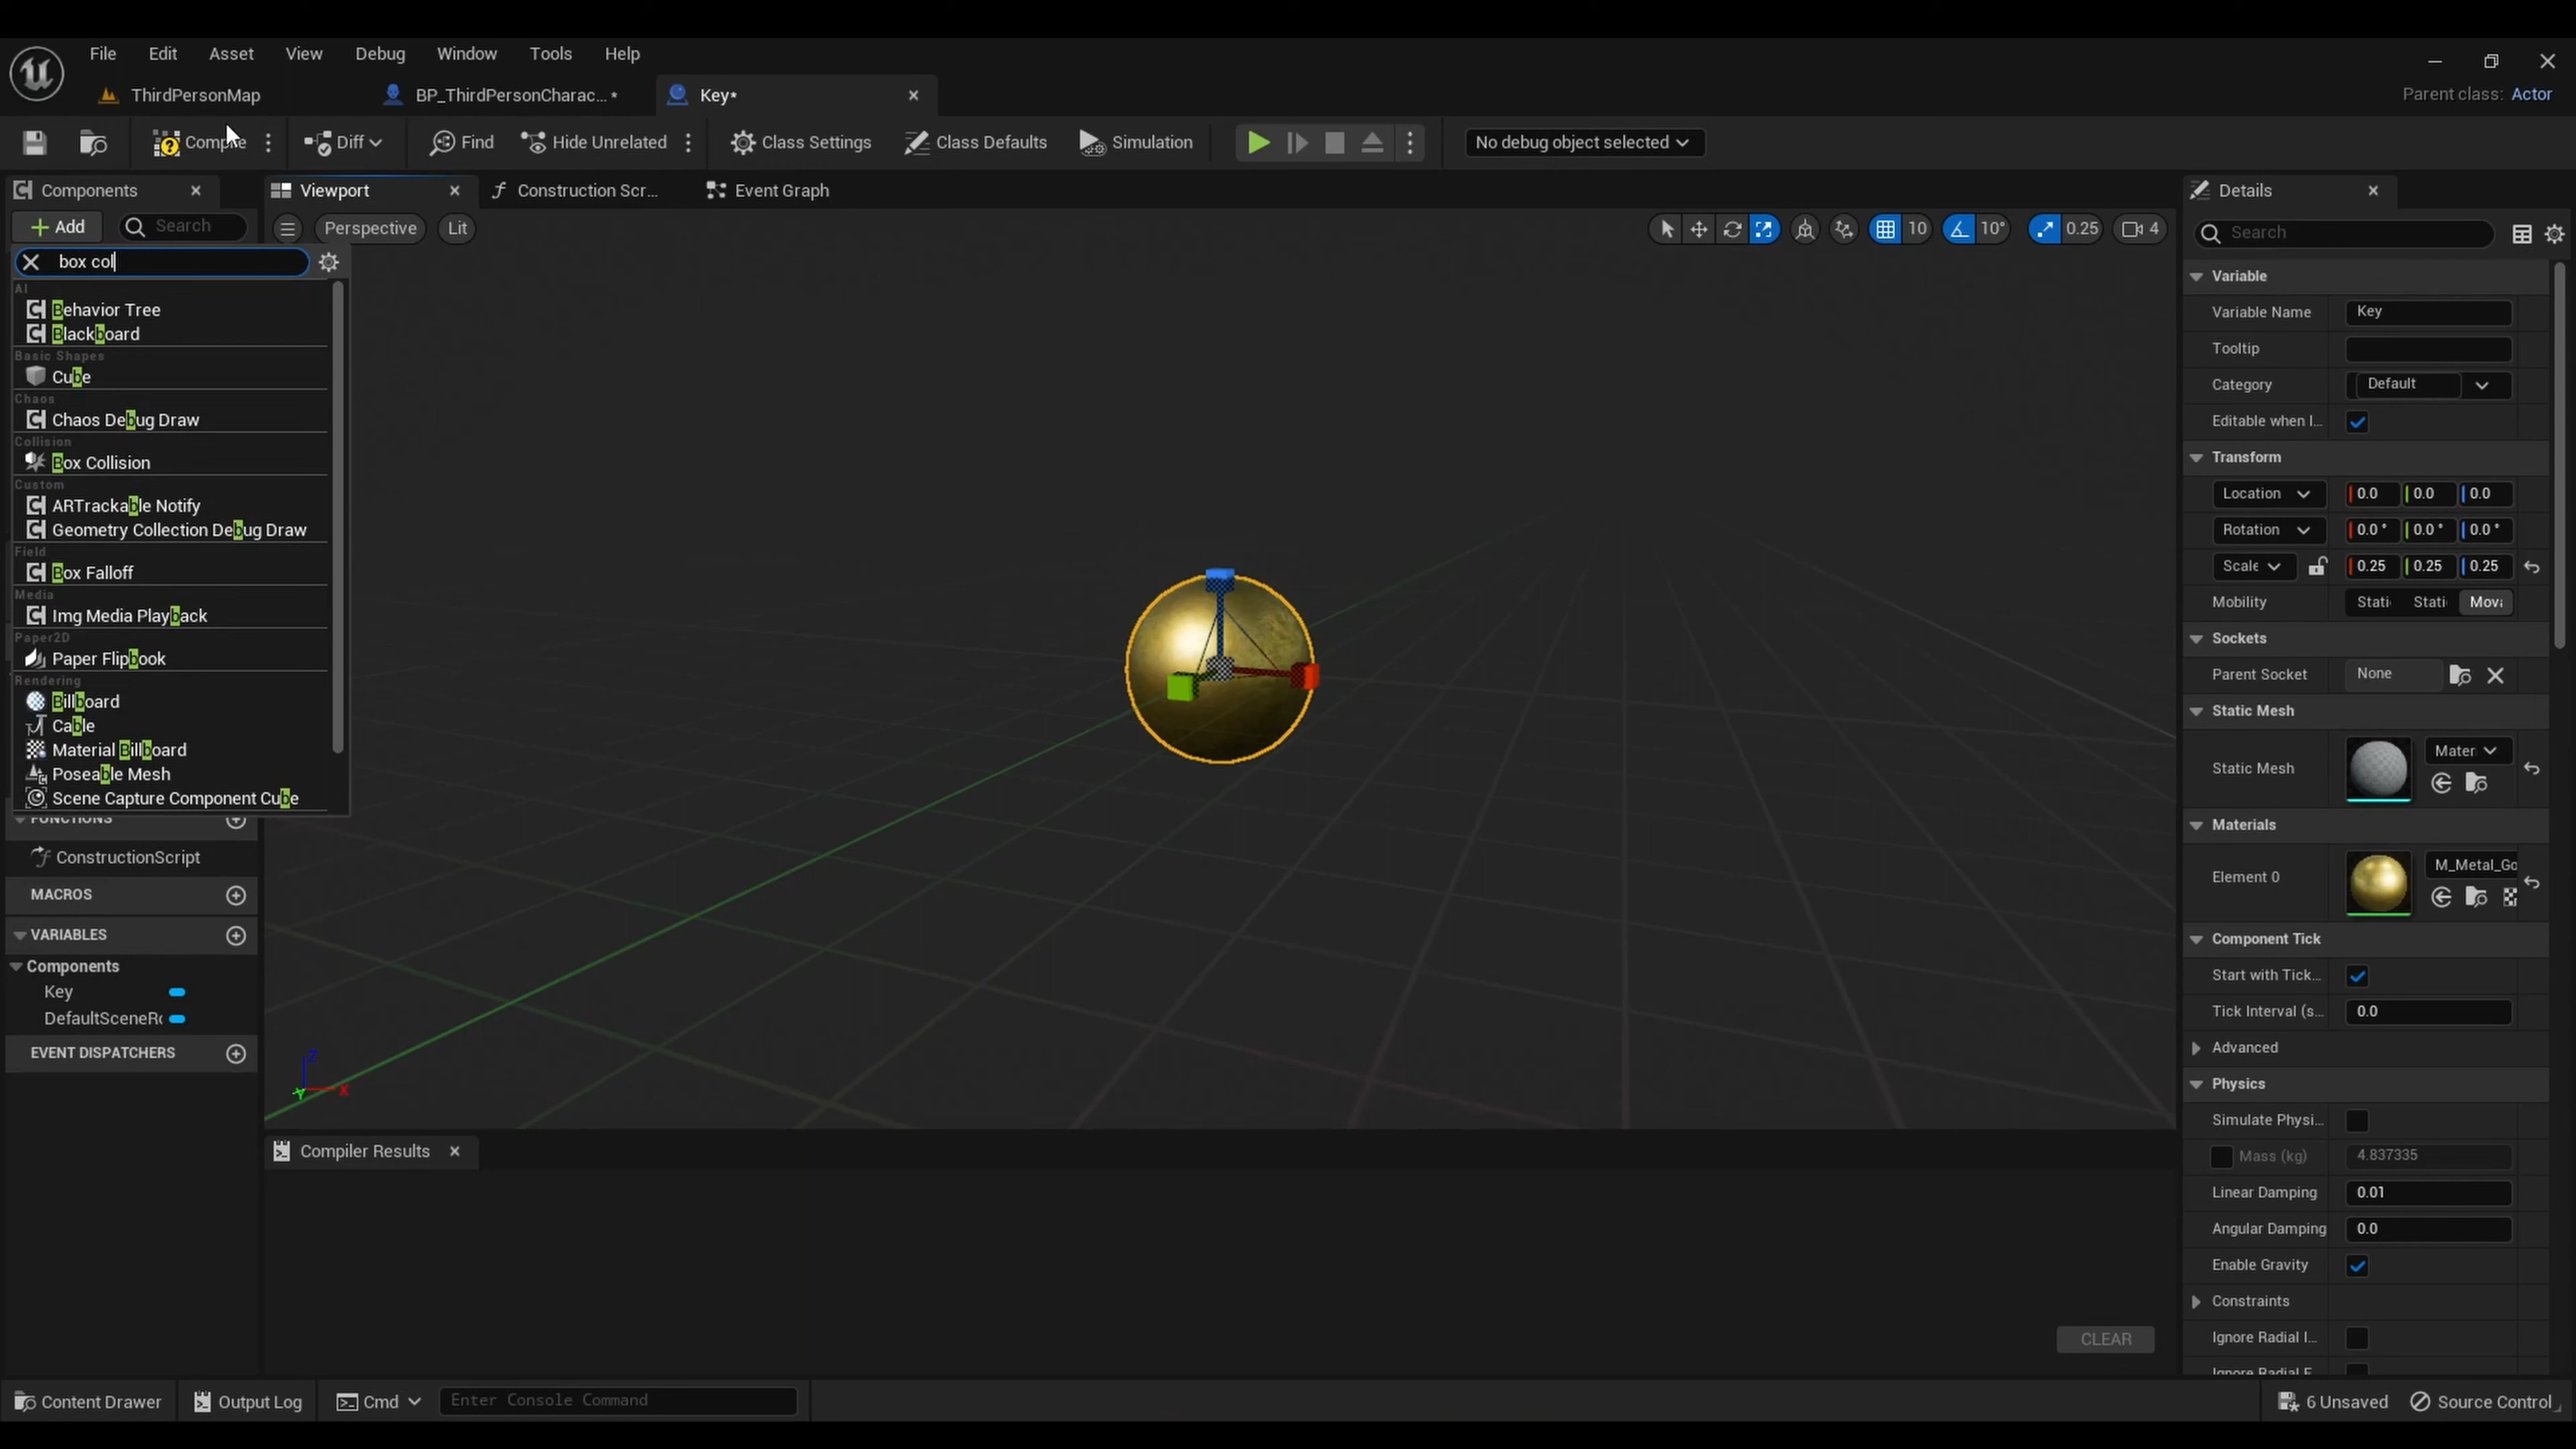 File Edit Asset View Debug Window Tools Help
ThirdPersonMap BP_ThirdPersonCharac...* Key*
Parent class: Actor
Diff Find Hide Unrelated Class Settings Class Defaults Simulation No debug object selected
Components Viewport Construction Scr... Event Graph Details
Add Search Perspective Lit 10 10° 0.25 4 Search
box col
AI
Behavior Tree
Blackboard
Basic Shapes
Cube
Chaos
Chaos Debug Draw
Collision
Box Collision
Custom
ARTrackable Notify
Geometry Collection Debug Draw
Field
Box Falloff
Media
Img Media Playback
Paper2D
Paper Flipbook
Rendering
Billboard
Cable
Material Billboard
Poseable Mesh
Scene Capture Component Cube
FUNCTIONS
ConstructionScript
MACROS
VARIABLES
Components
Key
DefaultSceneRo
EVENT DISPATCHERS
Z
X
Y
Variable
Variable Name Key
Tooltip
Category Default
Editable when I...
Transform
Location 0.0 0.0 0.0
Rotation 0.0° 0.0° 0.0°
Scale 0.25 0.25 0.25
Mobility Stati Stati Mova
Sockets
Parent Socket None
Static Mesh
Static Mesh Mater
Materials
Element 0 M_Metal_Go
Component Tick
Start with Tick...
Tick Interval (s... 0.0
Advanced
Physics
Simulate Physi...
Mass (kg) 4.837335
Linear Damping 0.01
Angular Damping 0.0
Enable Gravity
Constraints
Ignore Radial I...
Ignore Radial F...
Compiler Results
CLEAR
Content Drawer Output Log Cmd Enter Console Command 6 Unsaved Source Control